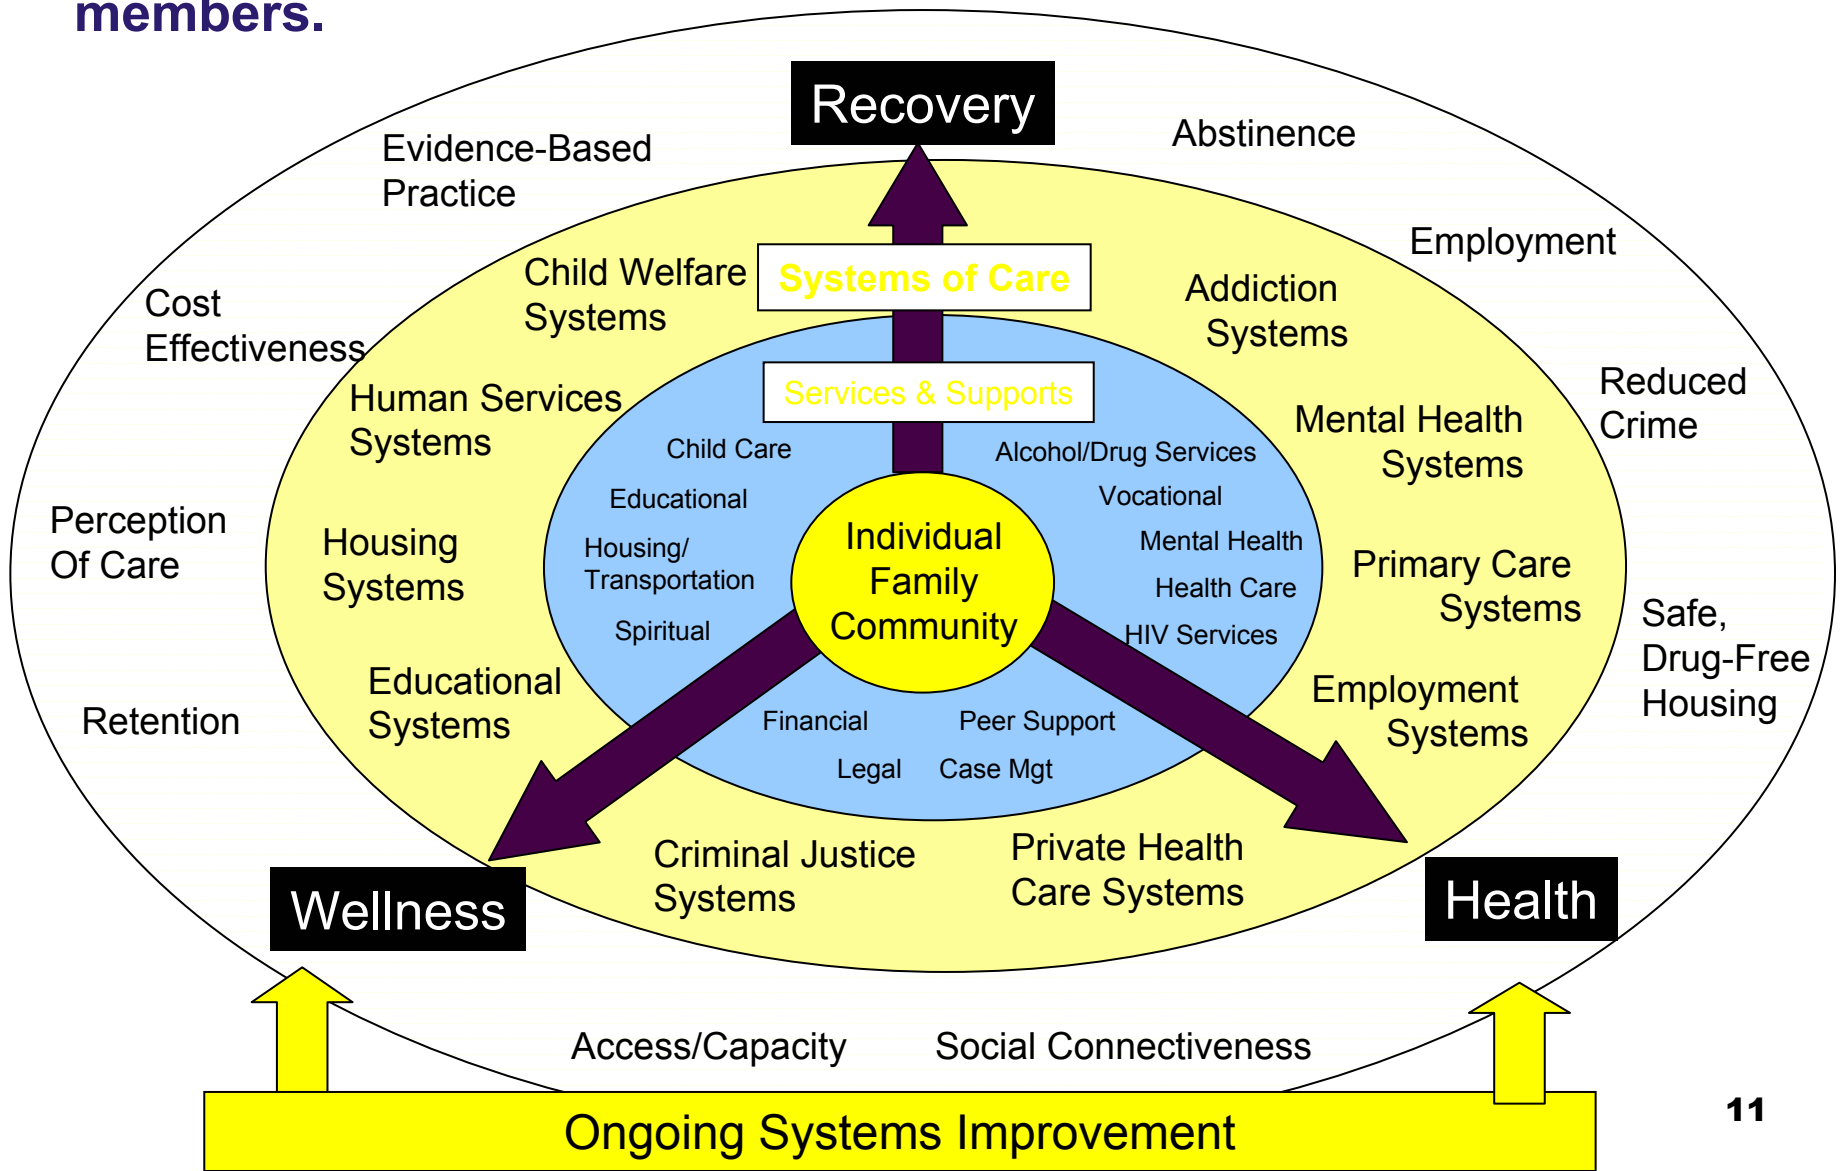 members.
Recovery
Evidence-Based
Practice
Abstinence
Employment
Cost
Effectiveness
Child Welfare
Systems
Systems of Care
Addiction
Systems
Reduced
Crime
Human Services
Systems
Services & Supports
Mental Health
Systems
Child Care
Alcohol/Drug Services
Educational
Vocational
Perception
Of Care
Housing
Systems
Housing/
Transportation
Individual
Family
Community
Mental Health
Health Care
Primary Care
Systems
Spiritual
HIV Services
Safe,
Drug-Free
Housing
Retention
Educational
Systems
Financial
Peer Support
Employment
Systems
Legal
Case Mgt
Criminal Justice
Systems
Private Health
Care Systems
Wellness
Health
Access/Capacity
Social Connectiveness
Ongoing Systems Improvement
11